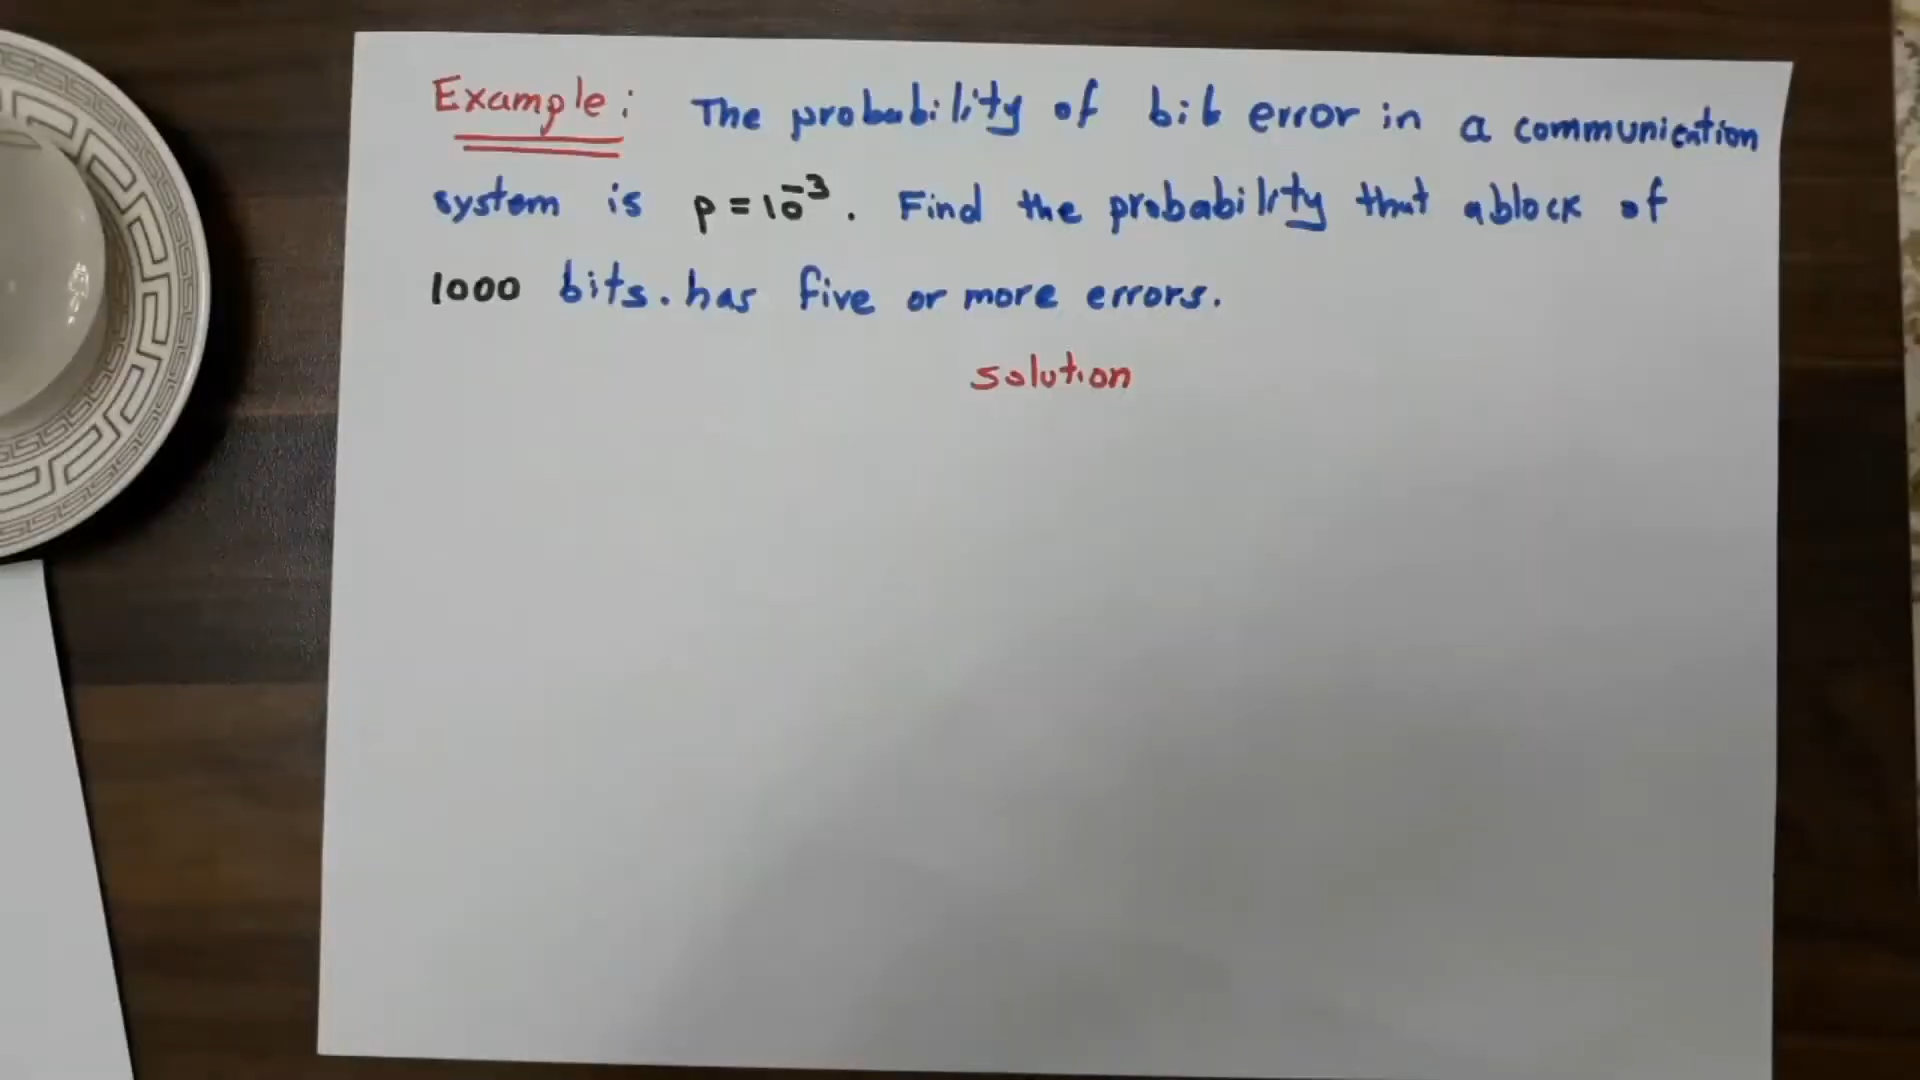 Example: The probability of bit error in a communication
system is p = 10⁻³. Find the probability that a block of
1000 bits. has five or more errors.
solution